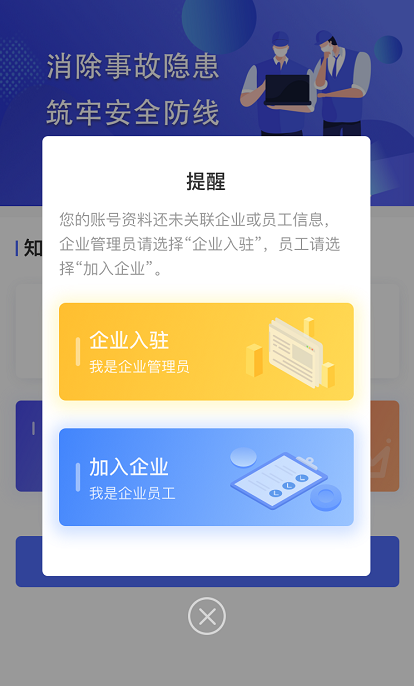 消除事故隐患
筑牢安全防线
知
提醒
您的账号资料还未关联企业或员工信息，
企业管理员请选择“企业入驻”，员工请选
择“加入企业”。
企业入驻
我是企业管理员
加入企业
我是企业员工